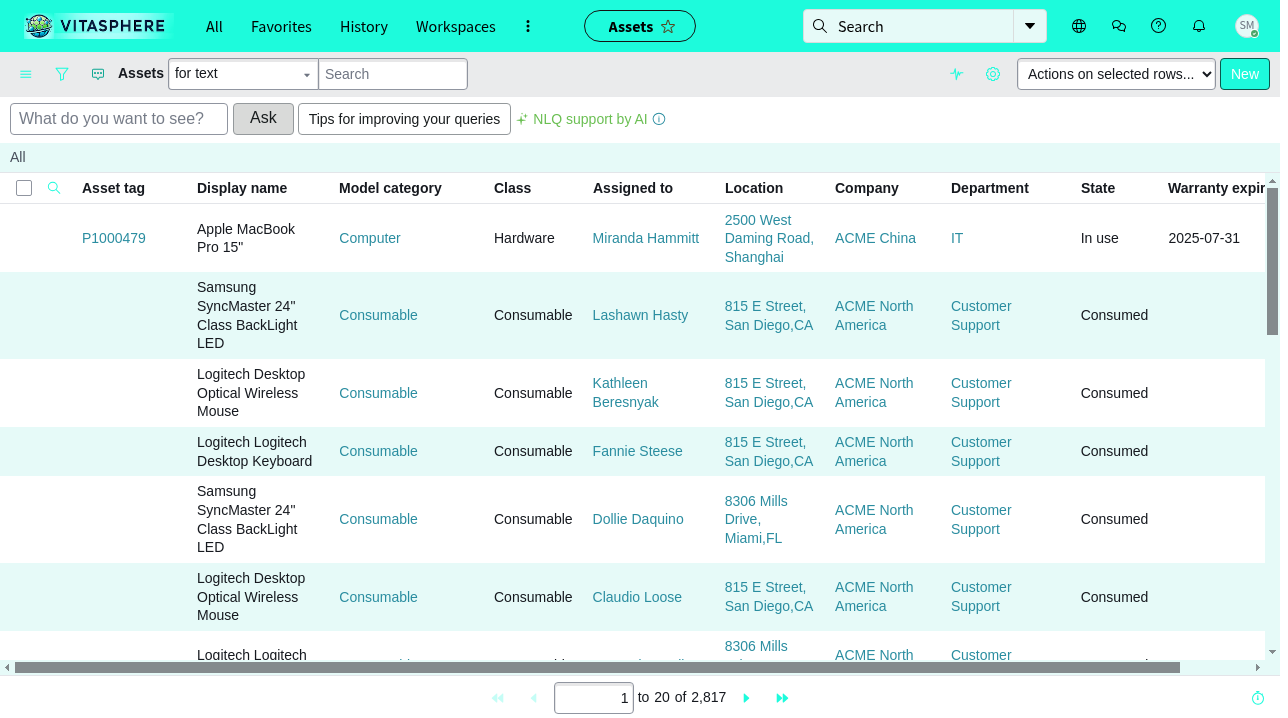 VITASPHERE All Favorites History Workspaces Assets Search SM
Assets for text Search Actions on selected rows... New
What do you want to see? Ask Tips for improving your queries NLQ support by AI
All
Asset tag Display name Model category Class Assigned to Location Company Department State Warranty expir
P1000479 Apple MacBook Pro 15" Computer Hardware Miranda Hammitt 2500 West Daming Road, Shanghai ACME China IT In use 2025-07-31
Samsung SyncMaster 24" Class BackLight LED Consumable Consumable Lashawn Hasty 815 E Street, San Diego,CA ACME North America Customer Support Consumed
Logitech Desktop Optical Wireless Mouse Consumable Consumable Kathleen Beresnyak 815 E Street, San Diego,CA ACME North America Customer Support Consumed
Logitech Logitech Desktop Keyboard Consumable Consumable Fannie Steese 815 E Street, San Diego,CA ACME North America Customer Support Consumed
Samsung SyncMaster 24" Class BackLight LED Consumable Consumable Dollie Daquino 8306 Mills Drive, Miami,FL ACME North America Customer Support Consumed
Logitech Desktop Optical Wireless Mouse Consumable Consumable Claudio Loose 815 E Street, San Diego,CA ACME North America Customer Support Consumed
Logitech Logitech 8306 Mills ACME North Customer
1 to 20 of 2,817